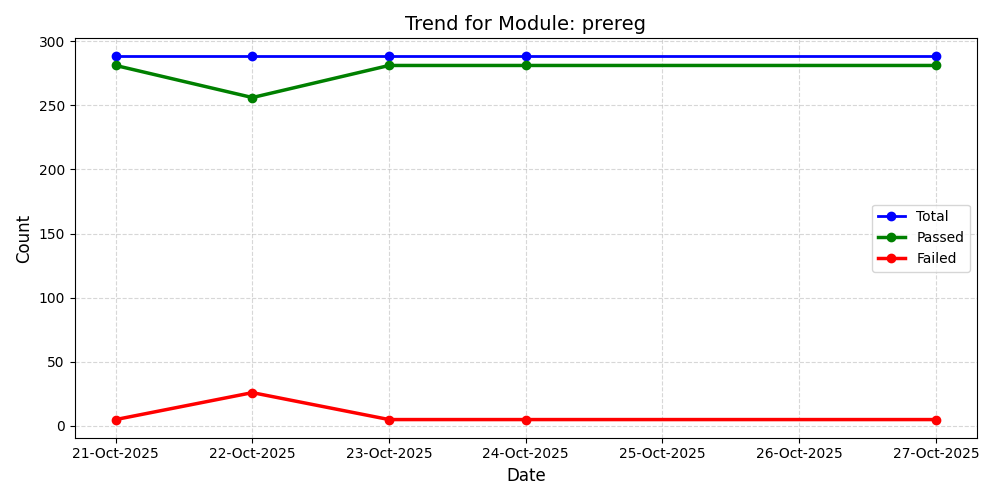 Trend for Module: prereg
Count
300
250
200
150
100
50
0
Total
Passed
Failed
21-Oct-2025 22-Oct-2025 23-Oct-2025 24-Oct-2025 25-Oct-2025 26-Oct-2025 27-Oct-2025
Date